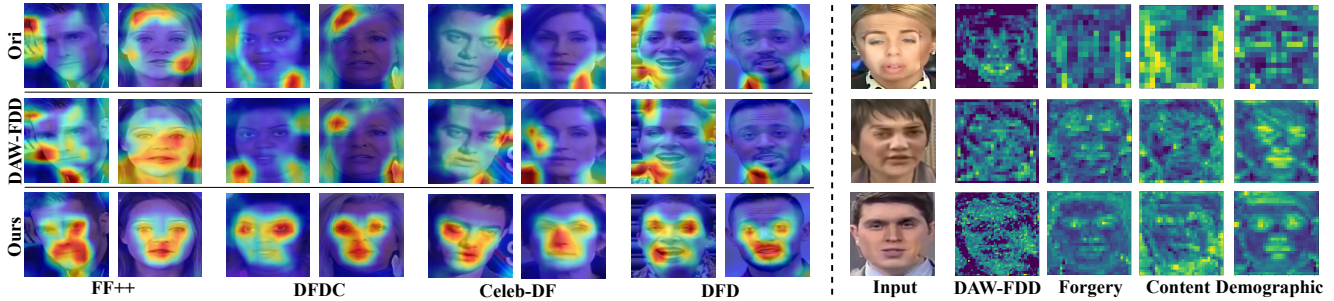 Ori
DAW-FDD
Ours
FF++ DFDC Celeb-DF DFD
Input DAW-FDD Forgery Content Demographic